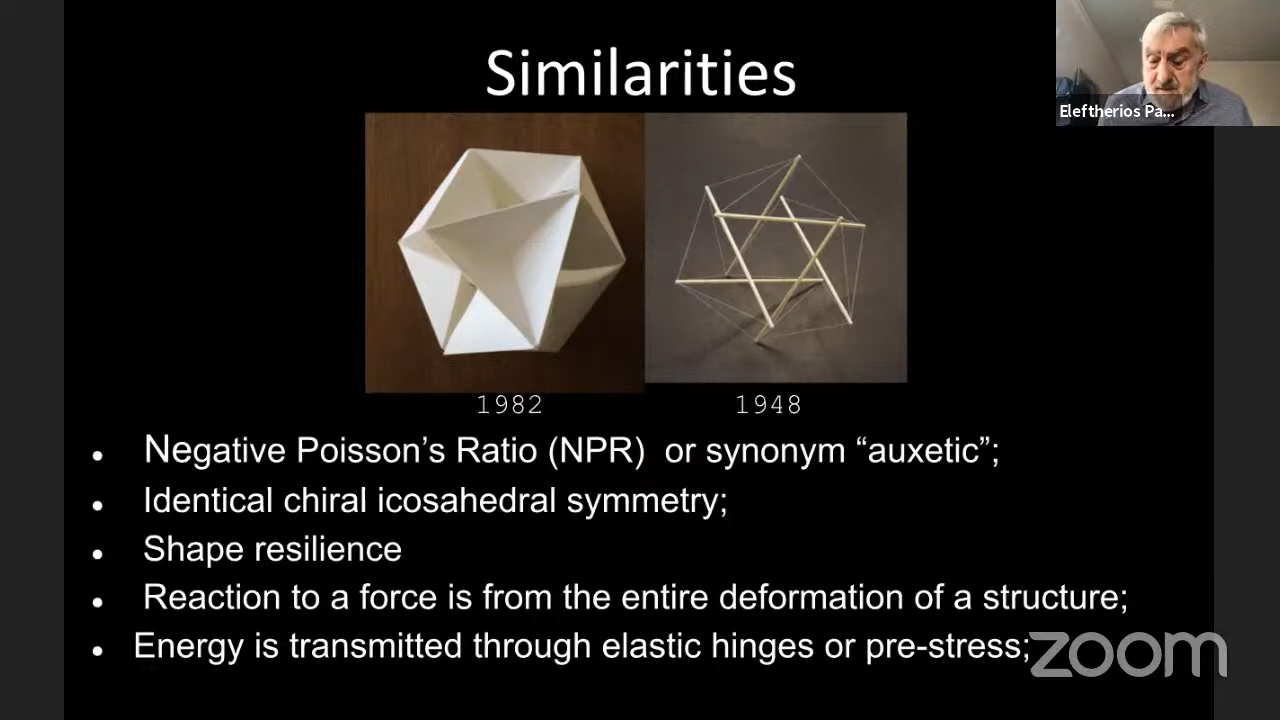 Similarities
Eleftherios Pa...
1982
1948
• Negative Poisson’s Ratio (NPR) or synonym “auxetic”;
• Identical chiral icosahedral symmetry;
• Shape resilience
• Reaction to a force is from the entire deformation of a structure;
• Energy is transmitted through elastic hinges or pre-stress;
zoom